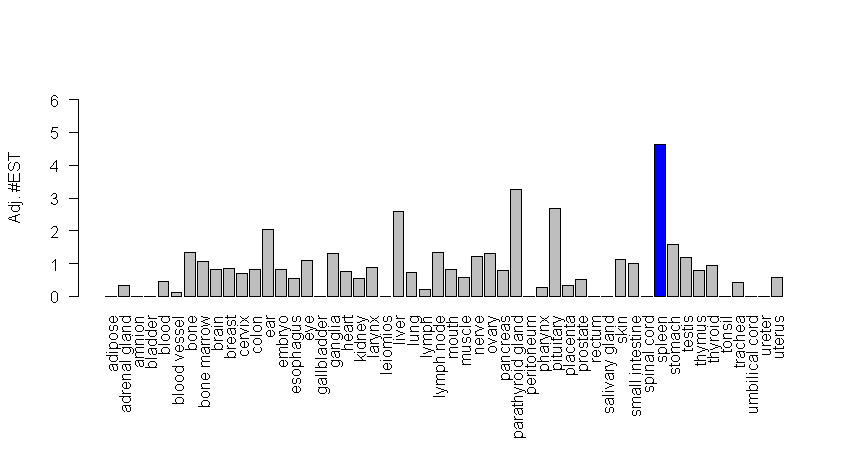 6
5
4
3
2
1
0
Adj. #EST
adipose
adrenal gland
amnion
bladder
blood
blood vessel
bone
bone marrow
brain
breast
cervix
colon
ear
embryo
esophagus
eye
gallbladder
ganglia
heart
kidney
larynx
leiomios
liver
lung
lymph
lymph node
mouth
muscle
nerve
ovary
pancreas
parathyroid gland
peritoneum
pharynx
pituitary
placenta
prostate
rectum
salivary gland
skin
small intestine
spinal cord
spleen
stomach
testis
thymus
thyroid
tonsil
trachea
umbilical cord
ureter
uterus